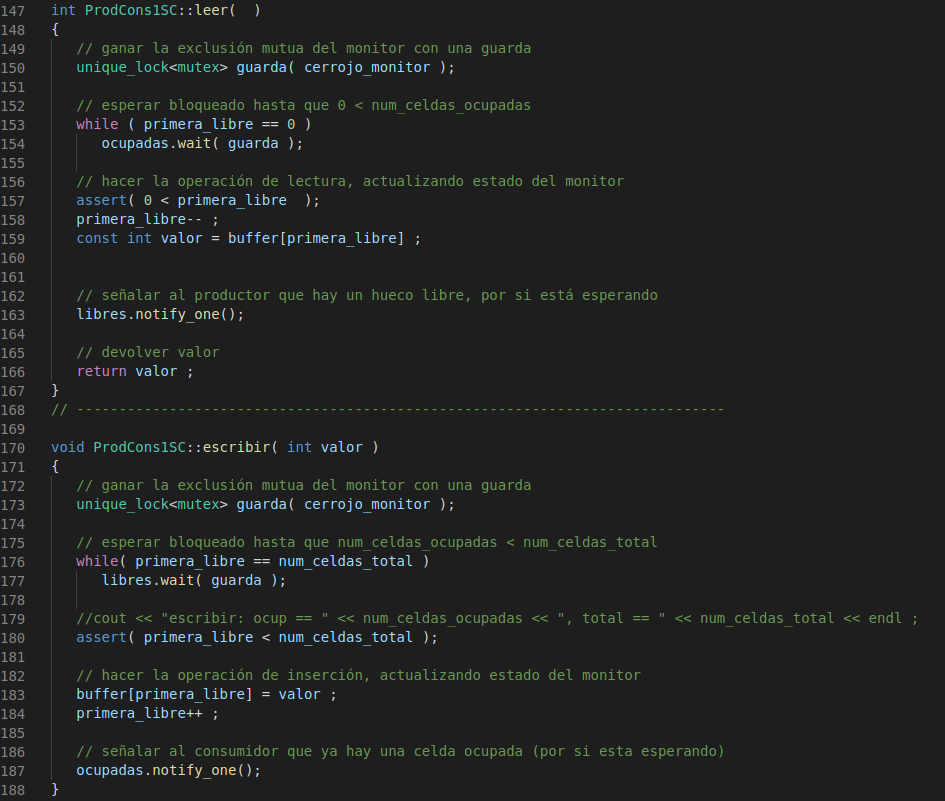 147 int ProdCons1SC::leer(  )
148 {
149    // ganar la exclusión mutua del monitor con una guarda
150    unique_lock<mutex> guarda( cerrojo_monitor );
151
152    // esperar bloqueado hasta que 0 < num_celdas_ocupadas
153    while ( primera_libre == 0 )
154       ocupadas.wait( guarda );
155
156    // hacer la operación de lectura, actualizando estado del monitor
157    assert( 0 < primera_libre  );
158    primera_libre-- ;
159    const int valor = buffer[primera_libre] ;
160
161
162    // señalar al productor que hay un hueco libre, por si está esperando
163    libres.notify_one();
164
165    // devolver valor
166    return valor ;
167 }
168 // -----------------------------------------------------------------------------
169
170 void ProdCons1SC::escribir( int valor )
171 {
172    // ganar la exclusión mutua del monitor con una guarda
173    unique_lock<mutex> guarda( cerrojo_monitor );
174
175    // esperar bloqueado hasta que num_celdas_ocupadas < num_celdas_total
176    while( primera_libre == num_celdas_total )
177       libres.wait( guarda );
178
179    //cout << "escribir: ocup == " << num_celdas_ocupadas << ", total == " << num_celdas_total << endl ;
180    assert( primera_libre < num_celdas_total );
181
182    // hacer la operación de inserción, actualizando estado del monitor
183    buffer[primera_libre] = valor ;
184    primera_libre++ ;
185
186    // señalar al consumidor que ya hay una celda ocupada (por si esta esperando)
187    ocupadas.notify_one();
188 }